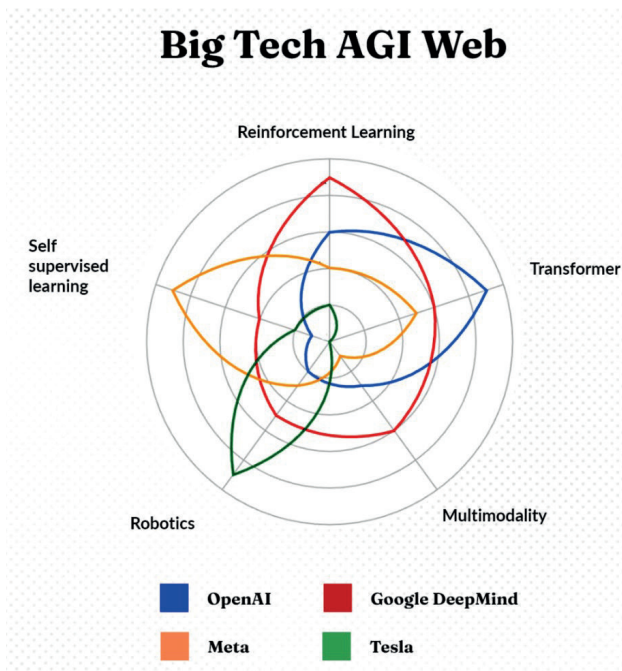 Big Tech AGI Web
Reinforcement Learning
Self
supervised
learning
Transformer
Robotics
Multimodality
OpenAI
Google DeepMind
Meta
Tesla